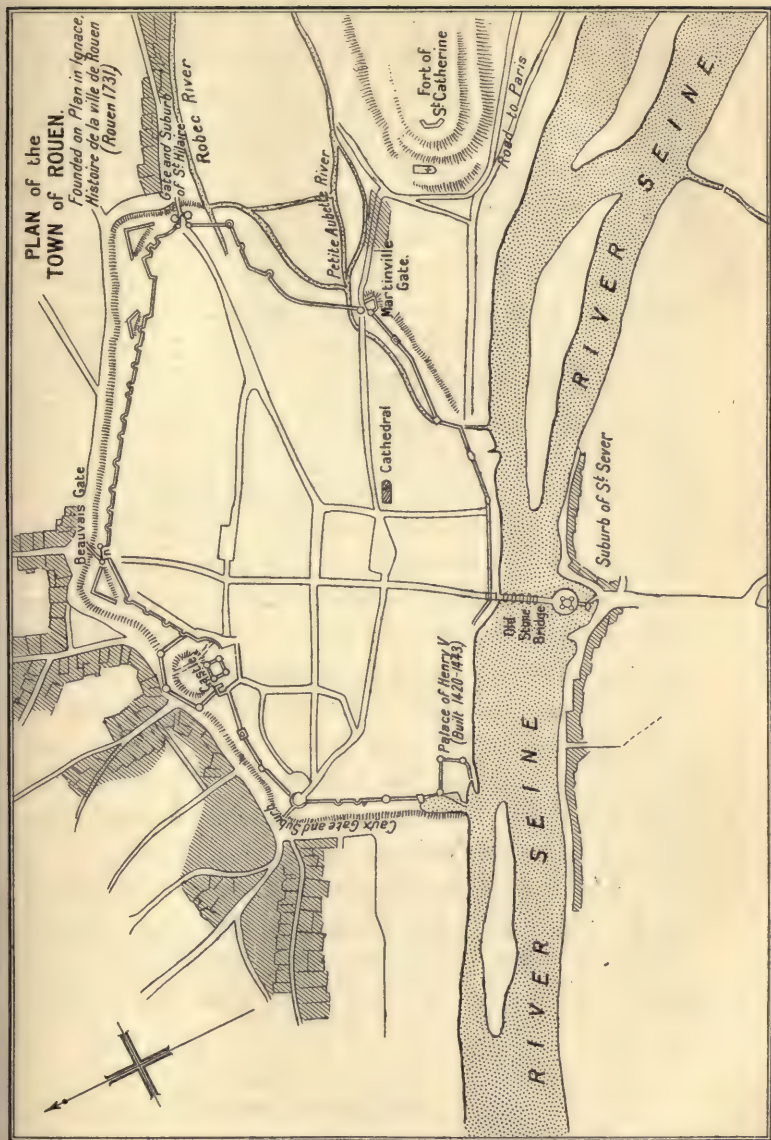 PLAN of the
TOWN of ROUEN.
Founded on Plan in Ignace,
Histoire de la ville de Rouen
(Rouen 1731)
Gate and Suburb
of St Hilaire
Robec River
Beauvais Gate
Petite Aubette River
Fort of
St Catherine
Martinville
Gate.
Road to Paris
Cathedral
Castle
Caux Gate and Suburb
Palace of Henry V
(Built 1420-1443)
Old
Stone
Bridge
Suburb of St Sever
RIVER SEINE
RIVER SEINE